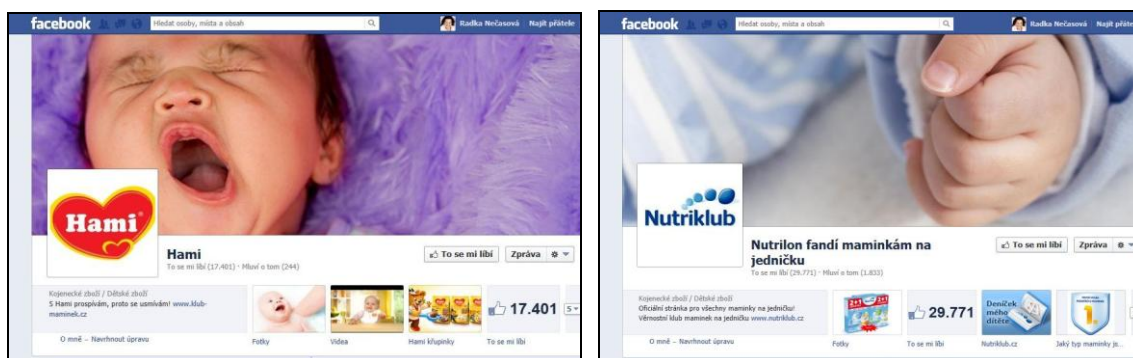 facebook
Hledat osoby, místa a obsah
Radka Nečasová Najít přátele
Hami
Hami
To se mi líbí (17.401) · Mluví o tom (244)
To se mi líbí
Zpráva
Kojenecké zboží / Dětské zboží
S Hami prospívám, proto se usmívám! www.klub-
maminek.cz
O mně – Navrhnout úpravu
Fotky
Videa
Hami křupinky
17.401
To se mi líbí
5
facebook
Hledat osoby, místa a obsah
Radka Nečasová Najít přáte
Nutriklub
Nutrilon fandí maminkám na
jedničku
To se mi líbí (29.771) · Mluví o tom (1.833)
To se mi líbí
Zpráva
Kojenecké zboží / Dětské zboží
Oficiální stránka pro všechny maminky na jedničku!
Věrnostní klub maminek na jedničku www.nutriklub.cz
O mně – Navrhnout úpravu
Fotky
29.771
To se mi líbí
Deníček
mého
dítěte
Nutriklub.cz
1
Jaký typ maminky js...